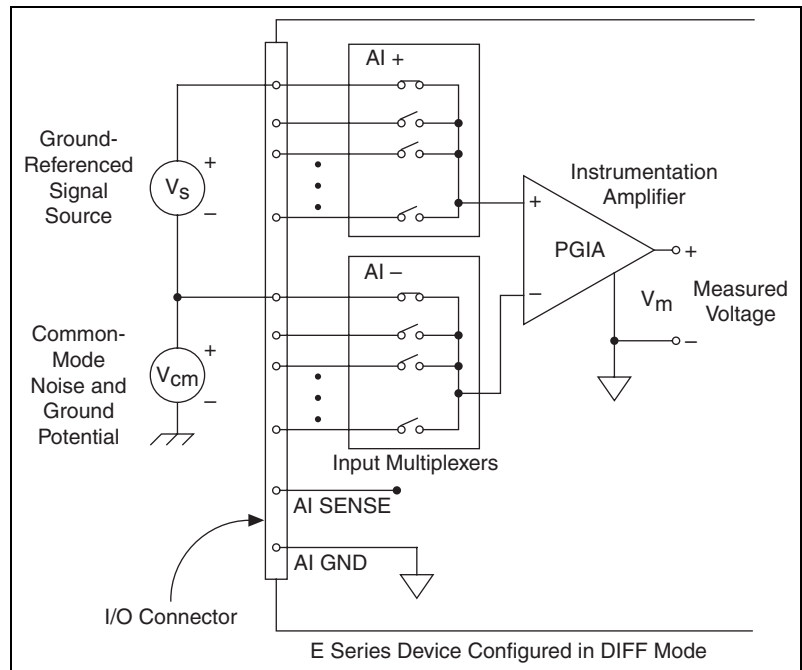 AI +
Ground-
Referenced
Signal
Source
+
Vs
−
Instrumentation
Amplifier
+
PGIA
−
+
Vm
Measured
Voltage
−
AI −
Common-
Mode
Noise and
Ground
Potential
+
Vcm
−
Input Multiplexers
AI SENSE
AI GND
I/O Connector
E Series Device Configured in DIFF Mode